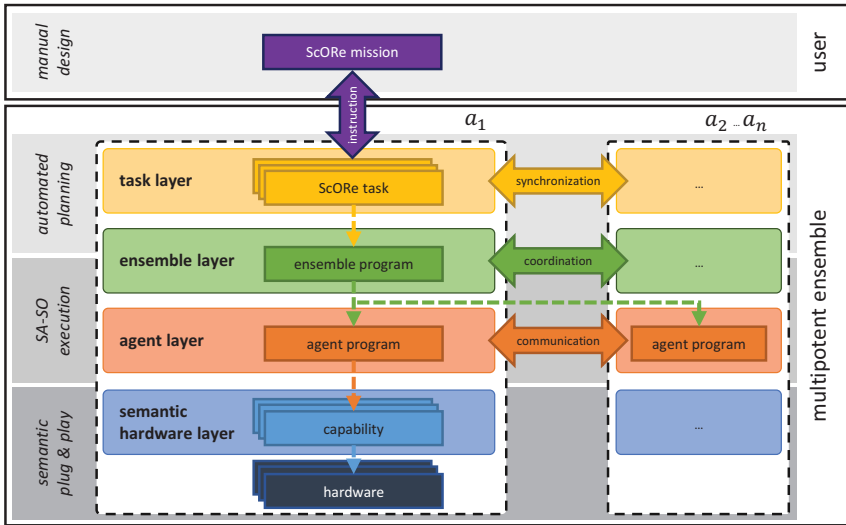 manual
design
ScORe mission
user
instruction
a₁
a₂ ... aₙ
automated
planning
task layer
ScORe task
synchronization
...
ensemble layer
ensemble program
coordination
...
SA-SO
execution
agent layer
agent program
communication
agent program
multipotent ensemble
semantic
plug & play
semantic
hardware layer
capability
...
hardware